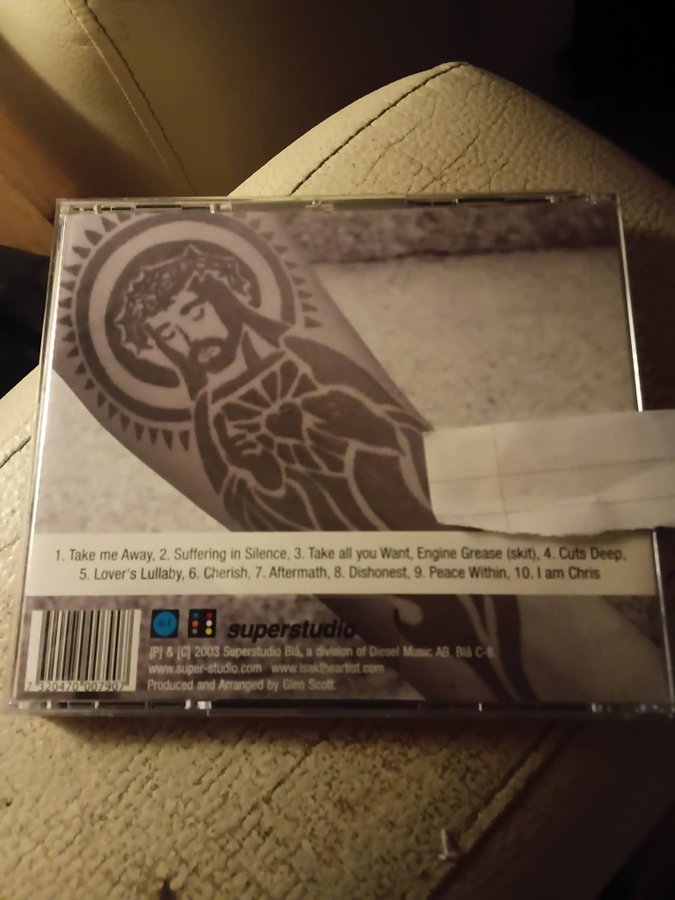 1. Take me Away, 2. Suffering in Silence, 3. Take all you Want, Engine Grease (skit), 4. Cuts Deep,
5. Lover's Lullaby, 6. Cherish, 7. Aftermath, 8. Dishonest, 9. Peace Within, 10. I am Chris
superstudio
[P] & [C] 2003 Superstudio Blå, a division of Diesel Music AB. Blå C-8.
www.super-studio.com www.isaktheartist.com
Produced and Arranged by Glen Scott.
7 320470 007907